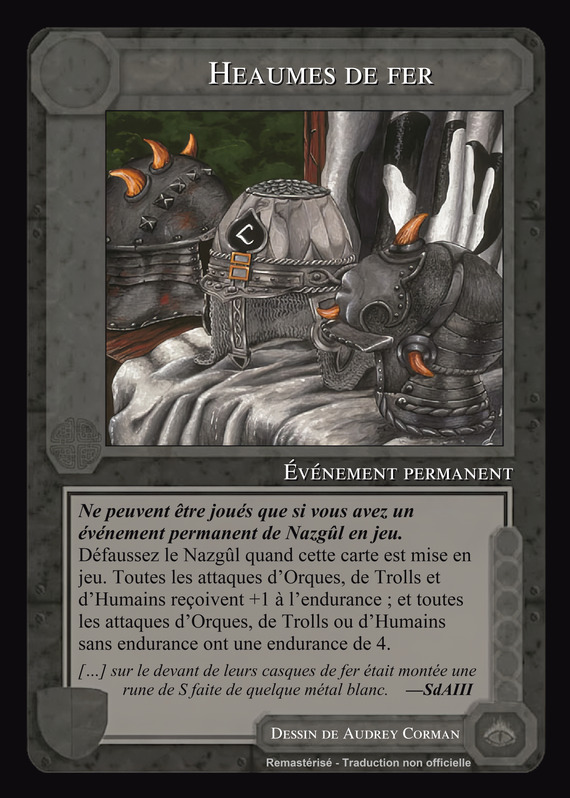 Heaumes de fer
Événement permanent
Ne peuvent être joués que si vous avez un
événement permanent de Nazgûl en jeu.
Défaussez le Nazgûl quand cette carte est mise en
jeu. Toutes les attaques d’Orques, de Trolls et
d’Humains reçoivent +1 à l’endurance ; et toutes
les attaques d’Orques, de Trolls ou d’Humains
sans endurance ont une endurance de 4.
[…] sur le devant de leurs casques de fer était montée une
rune de S faite de quelque métal blanc. —SdAIII
Dessin de Audrey Corman
Remastérisé - Traduction non officielle